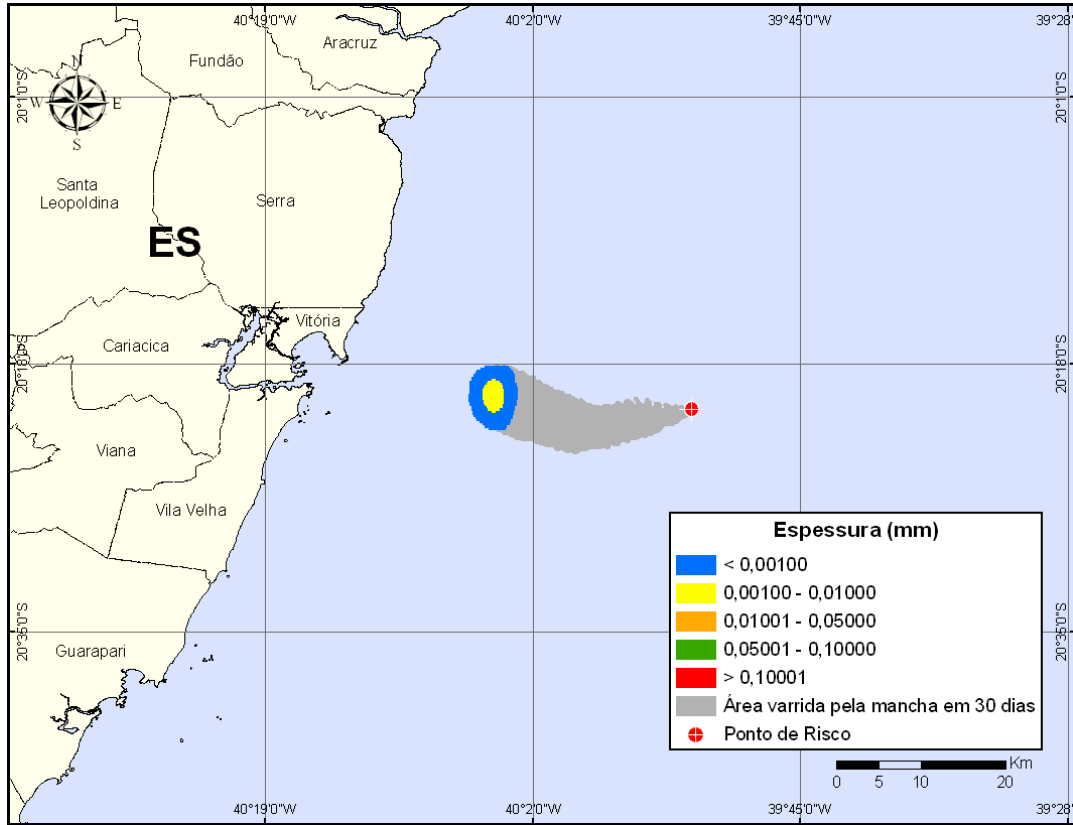 40°19'0"W
40°2'0"W
39°45'0"W
39°28'
Aracruz
Fundão
N
W
E
S
20°1'0"S
20°1'0"S
Santa
Leopoldina
Serra
ES
Vitória
Cariacica
20°18'0"S
20°18'0"S
Viana
Vila Velha
Espessura (mm)
< 0,00100
0,00100 - 0,01000
0,01001 - 0,05000
0,05001 - 0,10000
> 0,10001
Área varrida pela mancha em 30 dias
Ponto de Risco
20°35'0"S
20°35'0"S
Guarapari
Km
0 5 10 20
40°19'0"W
40°2'0"W
39°45'0"W
39°28'